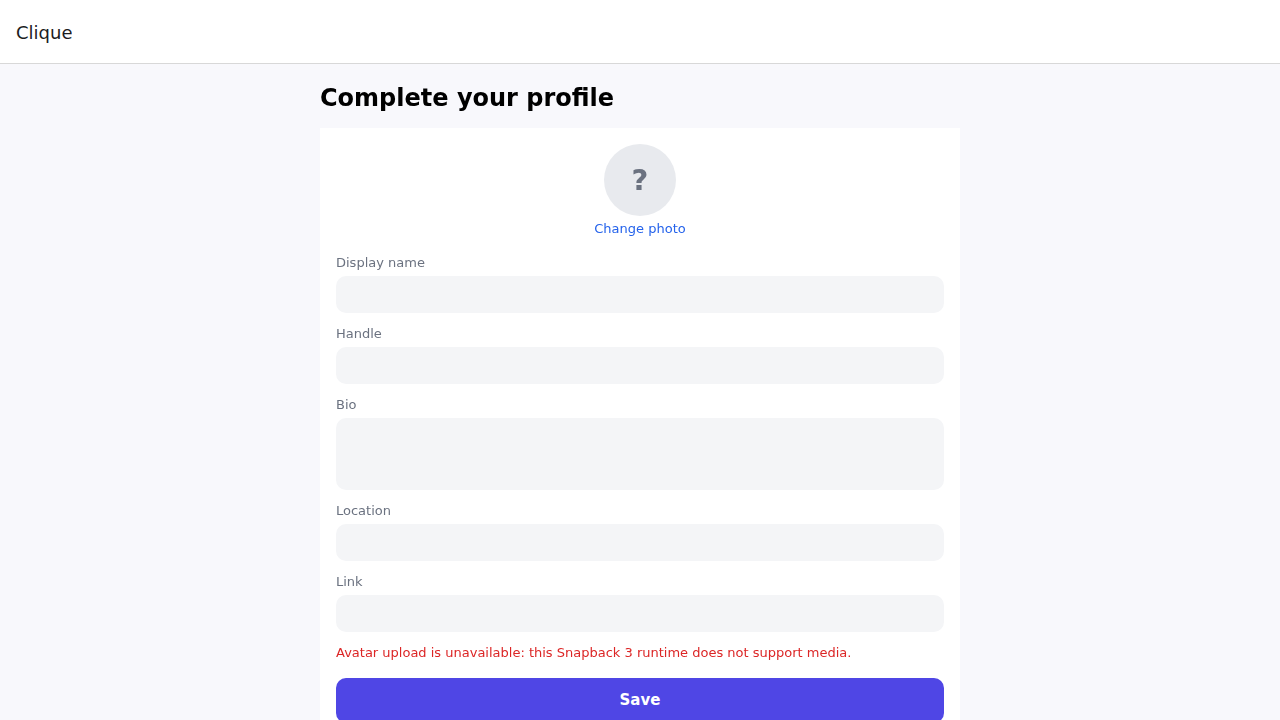 Clique
Complete your profile
?
Change photo
Display name
Handle
Bio
Location
Link
Avatar upload is unavailable: this Snapback 3 runtime does not support media.
Save